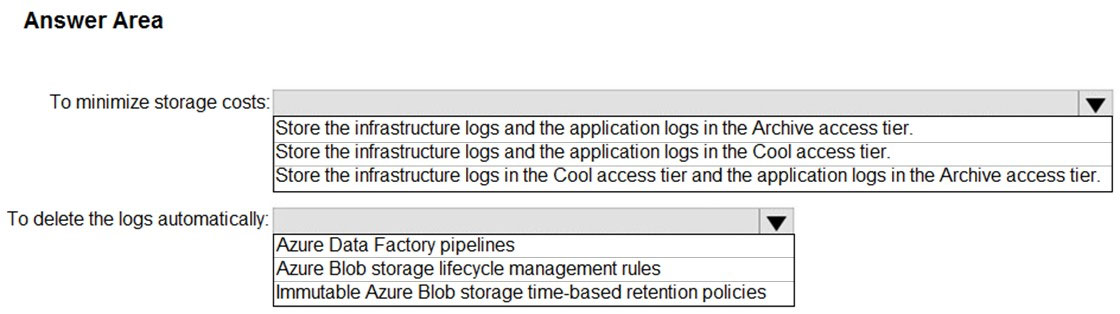 Answer Area
To minimize storage costs:
Store the infrastructure logs and the application logs in the Archive access tier.
Store the infrastructure logs and the application logs in the Cool access tier.
Store the infrastructure logs in the Cool access tier and the application logs in the Archive access tier.
To delete the logs automatically:
Azure Data Factory pipelines
Azure Blob storage lifecycle management rules
Immutable Azure Blob storage time-based retention policies